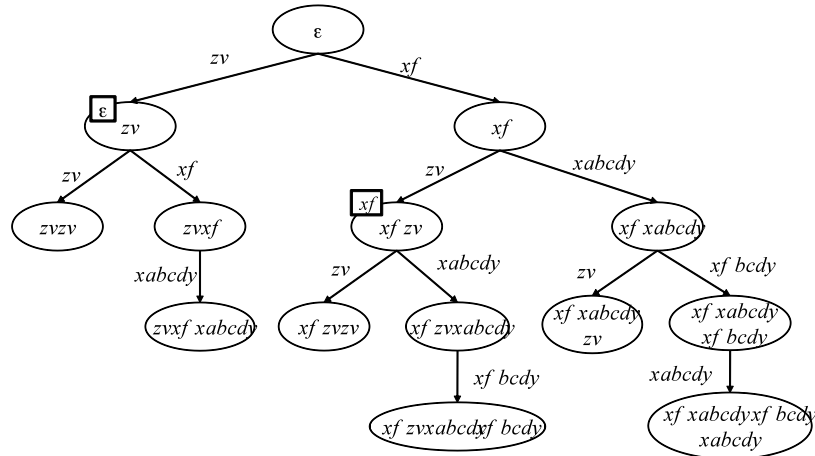 ε
zv
xf
ε
zv
xf
zv
xf
zv
xabcdy
zvzv
zvxf
xf
xf zv
xf xabcdy
xabcdy
zv
xabcdy
zv
xf bcdy
zvxf xabcdy
xf zvzv
xf zvxabcdy
xf xabcdy
zv
xf xabcdy
xf bcdy
xf bcdy
xabcdy
xf zvxabcdyxf bcdy
xf xabcdyxf bcdy
xabcdy